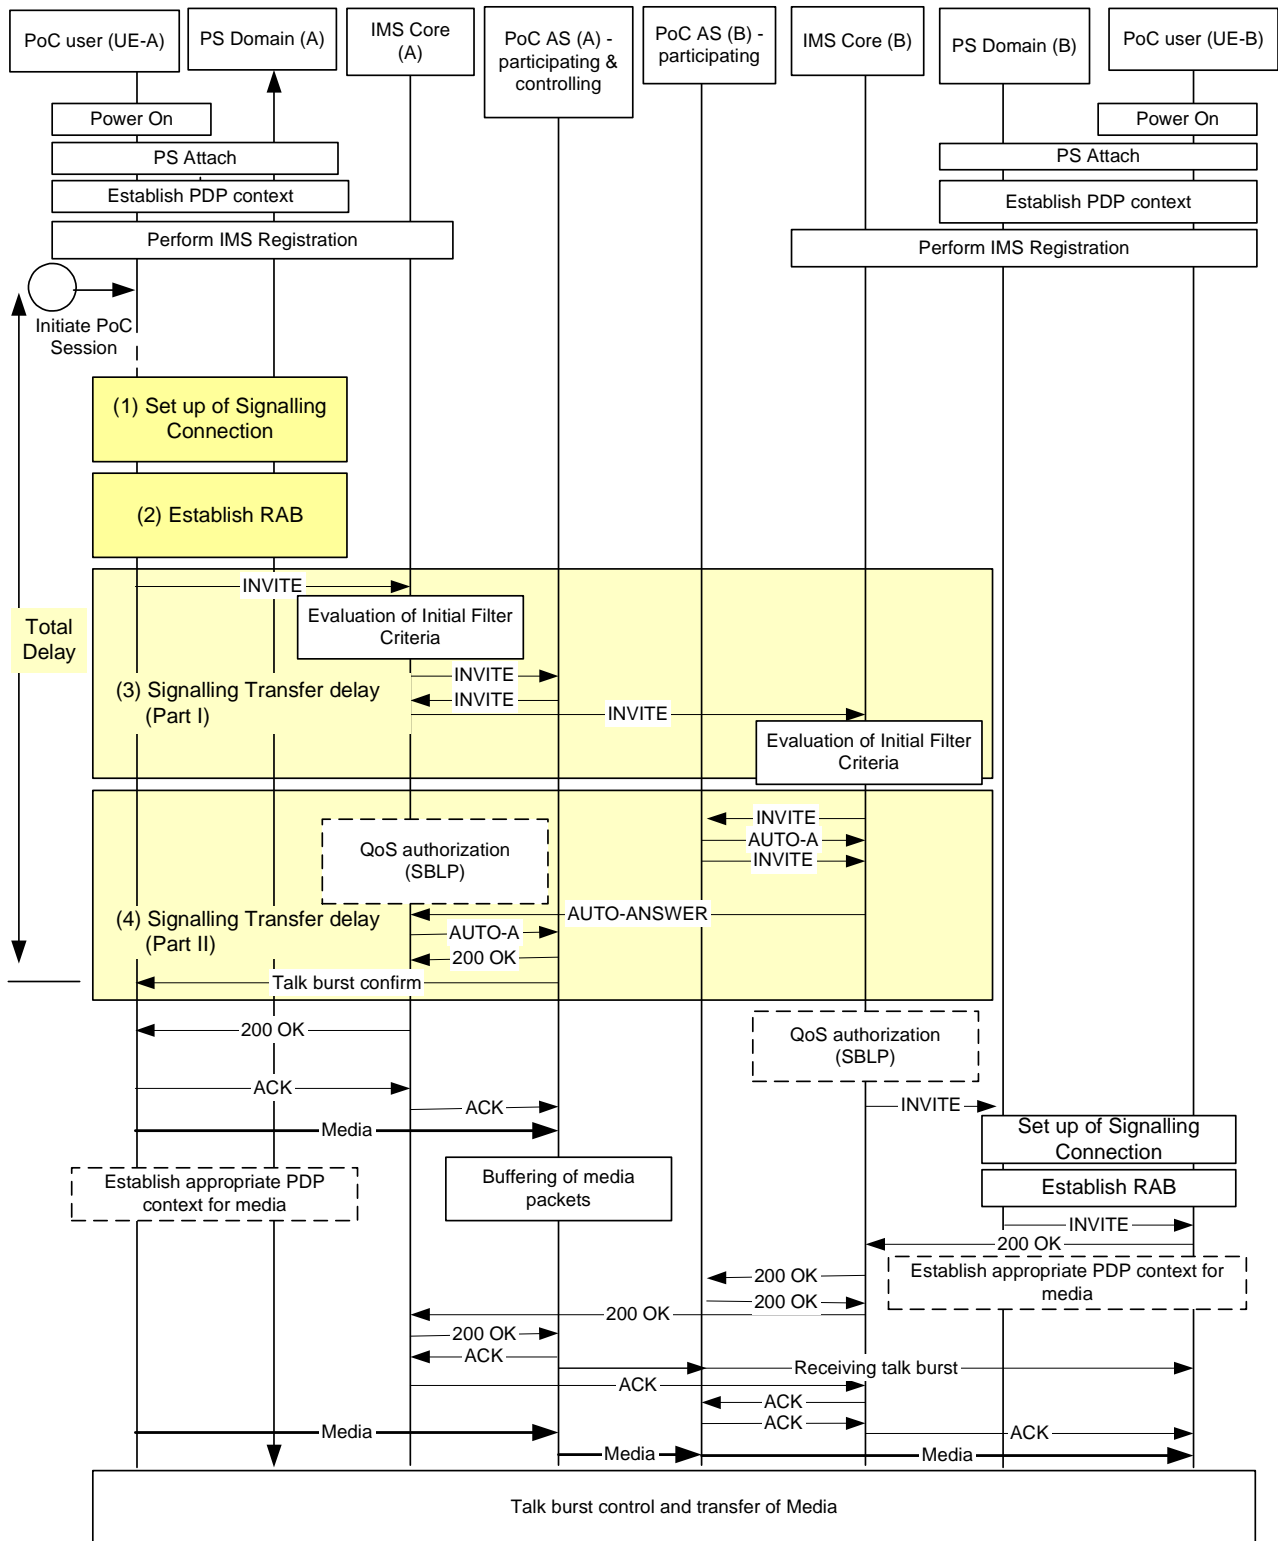 PoC user (UE-A)
PS Domain (A)
IMS Core
(A)
PoC AS (A) -
participating &
controlling
PoC AS (B) -
participating
IMS Core (B)
PS Domain (B)
PoC user (UE-B)
Power On
Power On
PS Attach
PS Attach
Establish PDP context
Establish PDP context
Perform IMS Registration
Perform IMS Registration
Initiate PoC
Session
(1) Set up of Signalling
Connection
(2) Establish RAB
Total
Delay
INVITE
Evaluation of Initial Filter
Criteria
INVITE
(3) Signalling Transfer delay
(Part I)
INVITE
INVITE
Evaluation of Initial Filter
Criteria
INVITE
AUTO-A
INVITE
QoS authorization
(SBLP)
(4) Signalling Transfer delay
(Part II)
AUTO-ANSWER
AUTO-A
200 OK
Talk burst confirm
200 OK
QoS authorization
(SBLP)
ACK
ACK
INVITE
Media
Set up of Signalling
Connection
Establish appropriate PDP
context for media
Buffering of media
packets
Establish RAB
INVITE
200 OK
Establish appropriate PDP context for
media
200 OK
200 OK
200 OK
200 OK
ACK
Receiving talk burst
ACK
ACK
ACK
ACK
Media
Media
Media
Talk burst control and transfer of Media